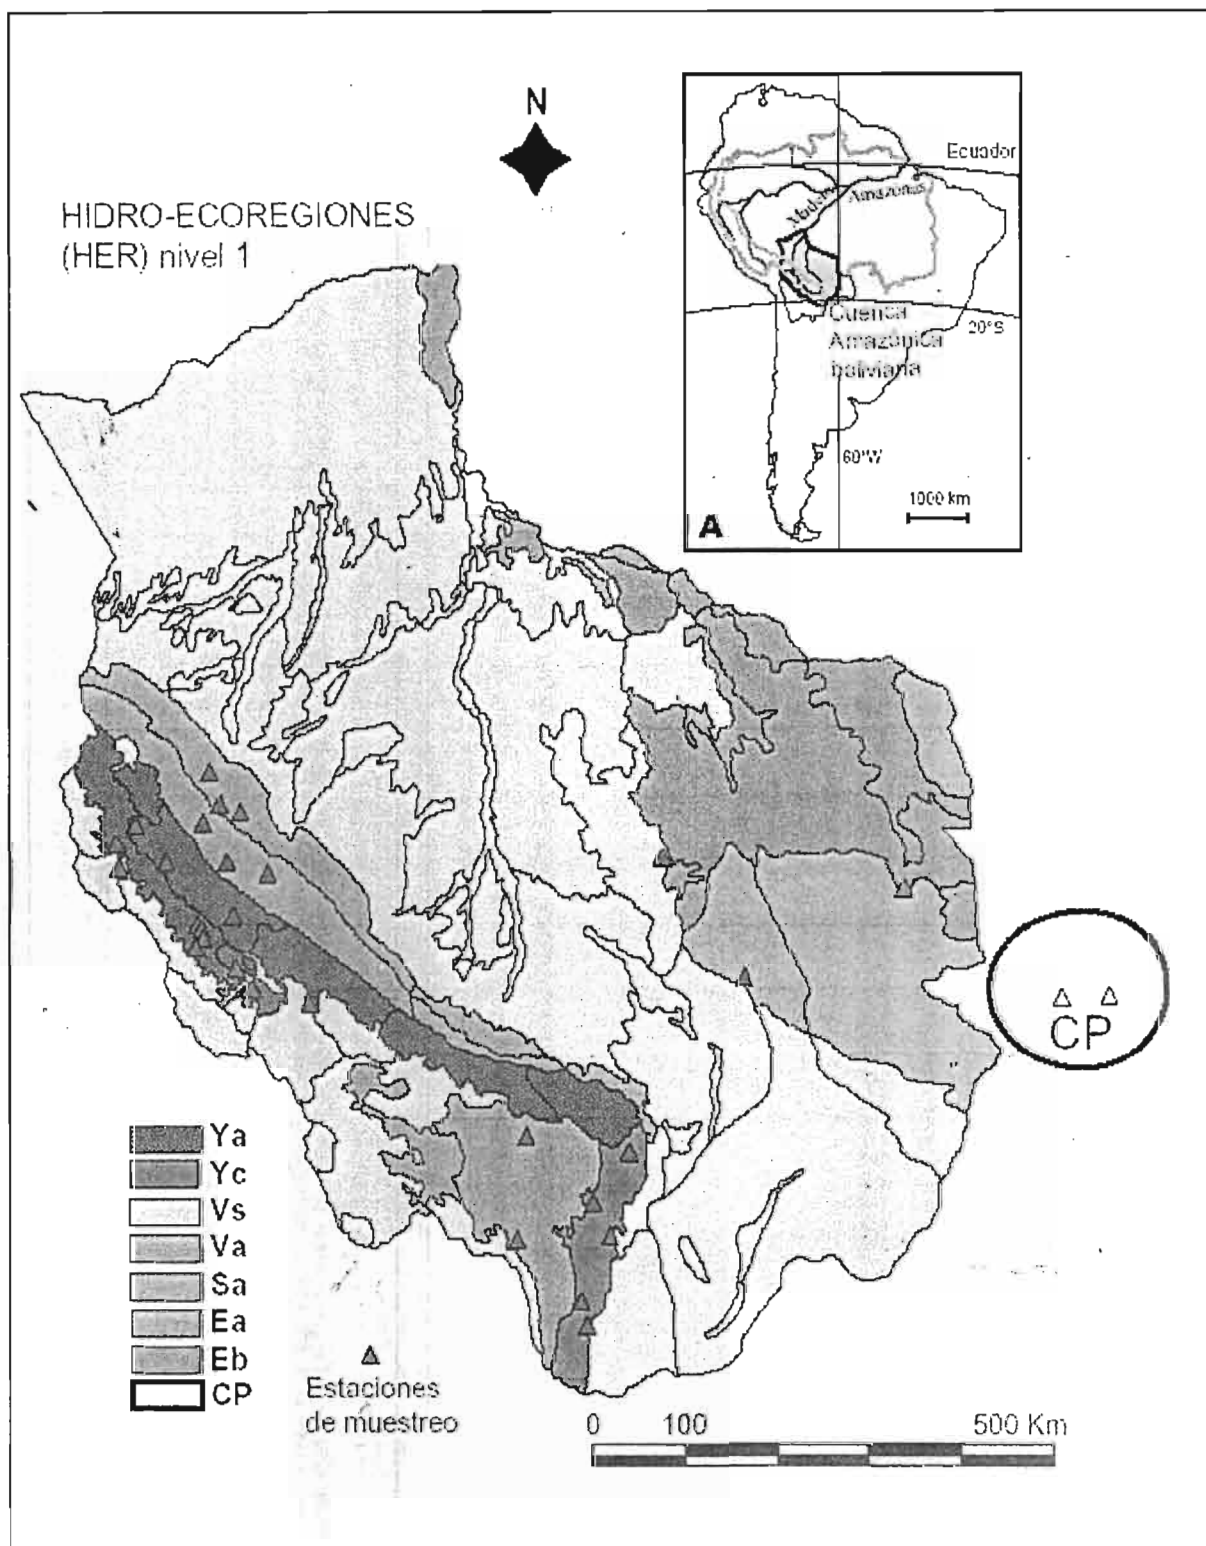 N
HIDRO-ECOREGIONES
(HER) nivel 1
Ecuador
Madera
Amazonas
Cuenca
Amazónica
boliviana
20°S
60°W
1000 km
A
CP
Ya
Yc
Vs
Va
Sa
Ea
Eb
CP
Estaciones
de muestreo
0 100 500 Km